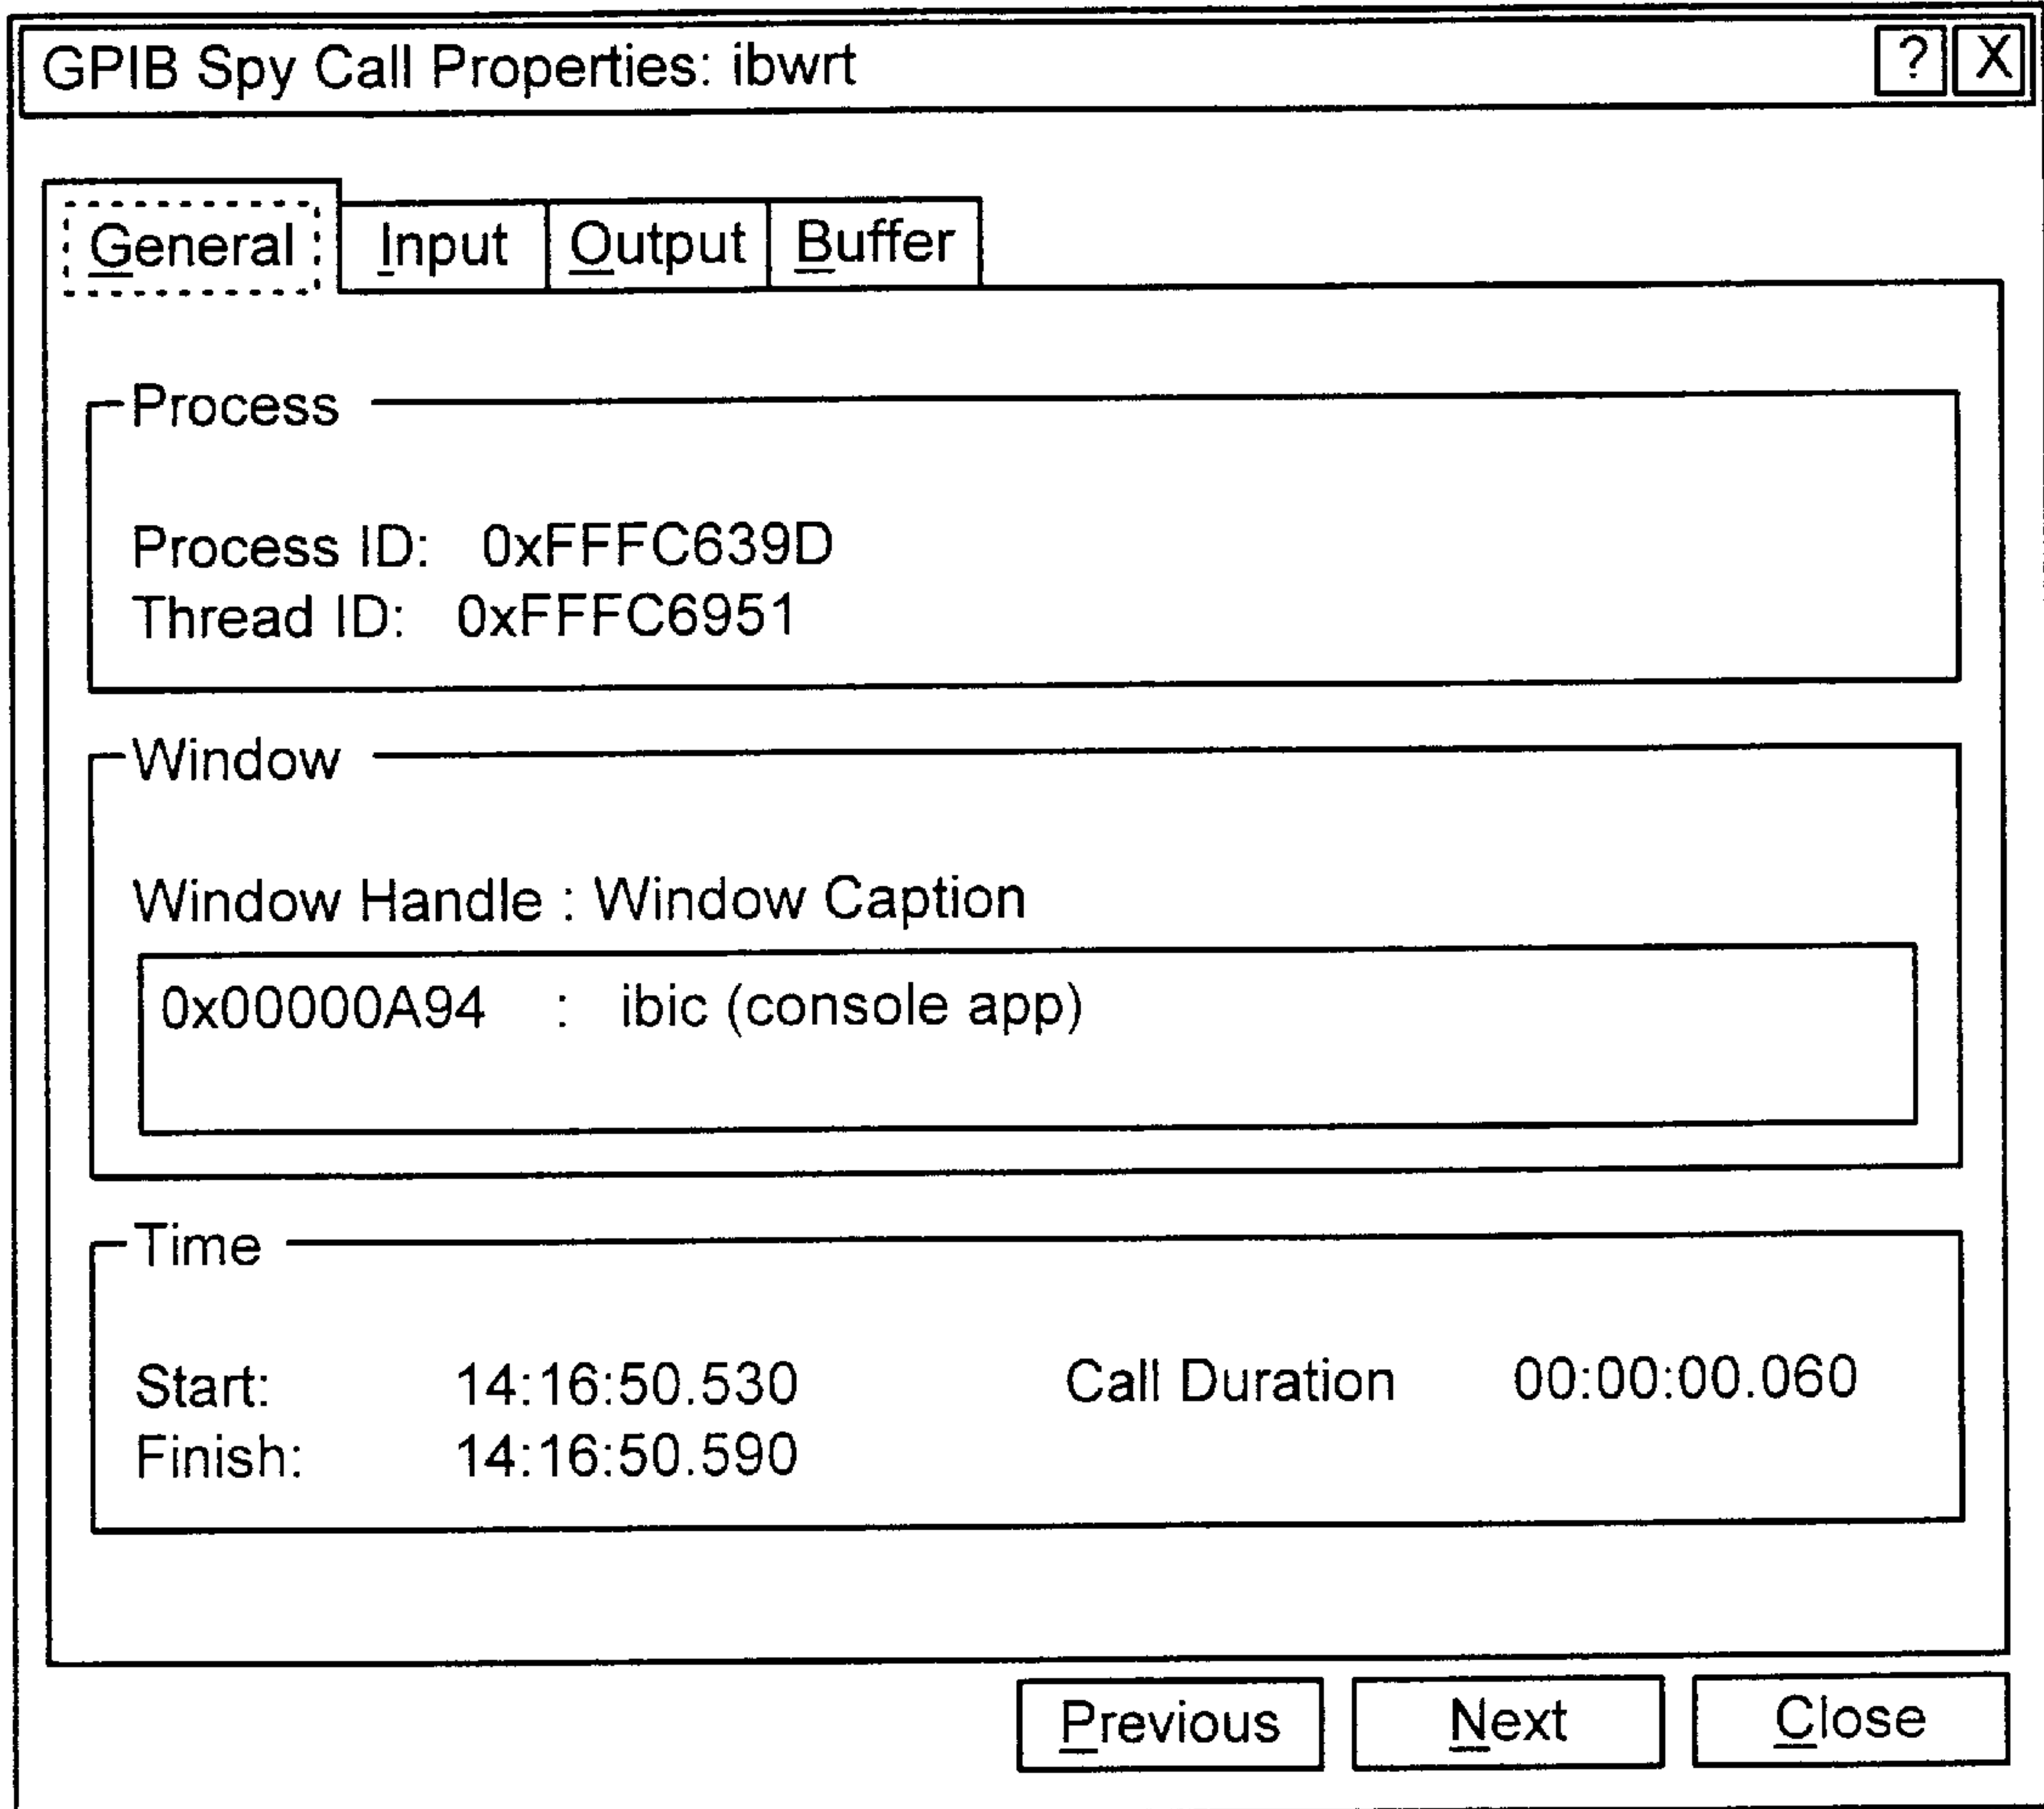 GPIB Spy Call Properties: ibwrt ? X
General Input Output Buffer
Process
Process ID: 0xFFFC639D
Thread ID: 0xFFFC6951
Window
Window Handle : Window Caption
0x00000A94 : ibic (console app)
Time
Start: 14:16:50.530 Call Duration 00:00:00.060
Finish: 14:16:50.590
Previous Next Close